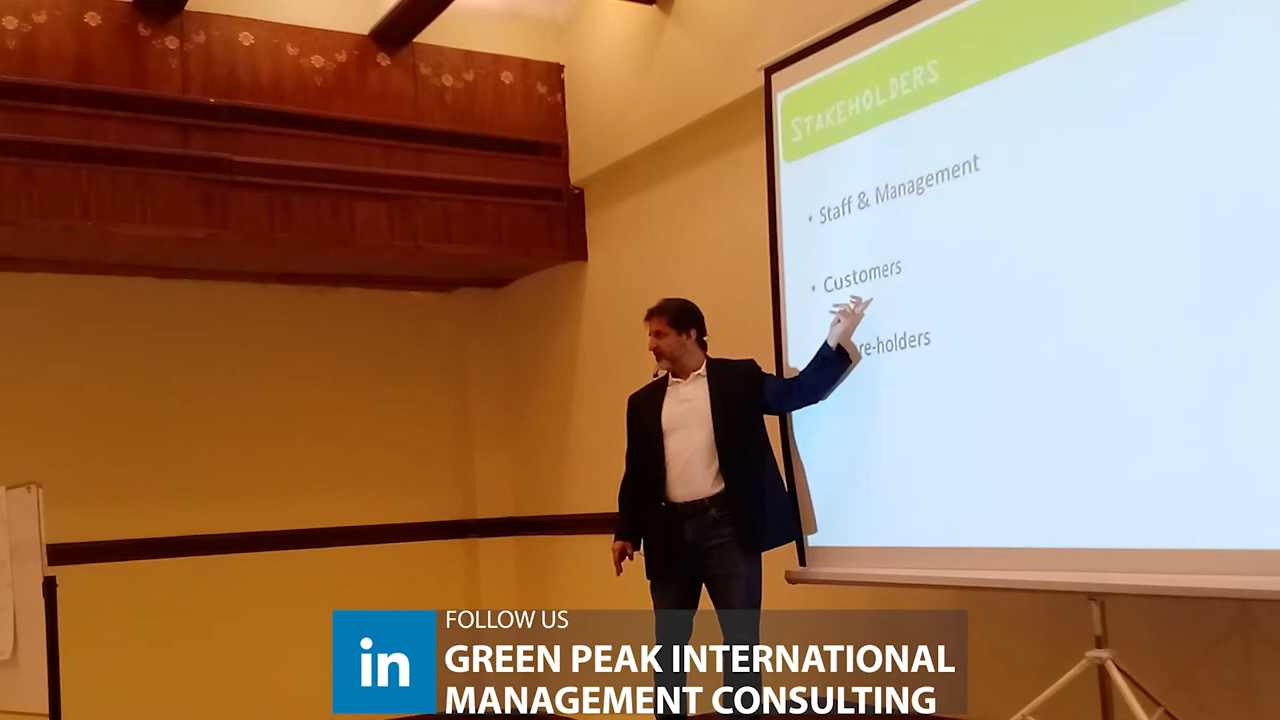 STAKEHOLDERS
• Staff & Management
• Customers
re-holders
in
FOLLOW US
GREEN PEAK INTERNATIONAL
MANAGEMENT CONSULTING